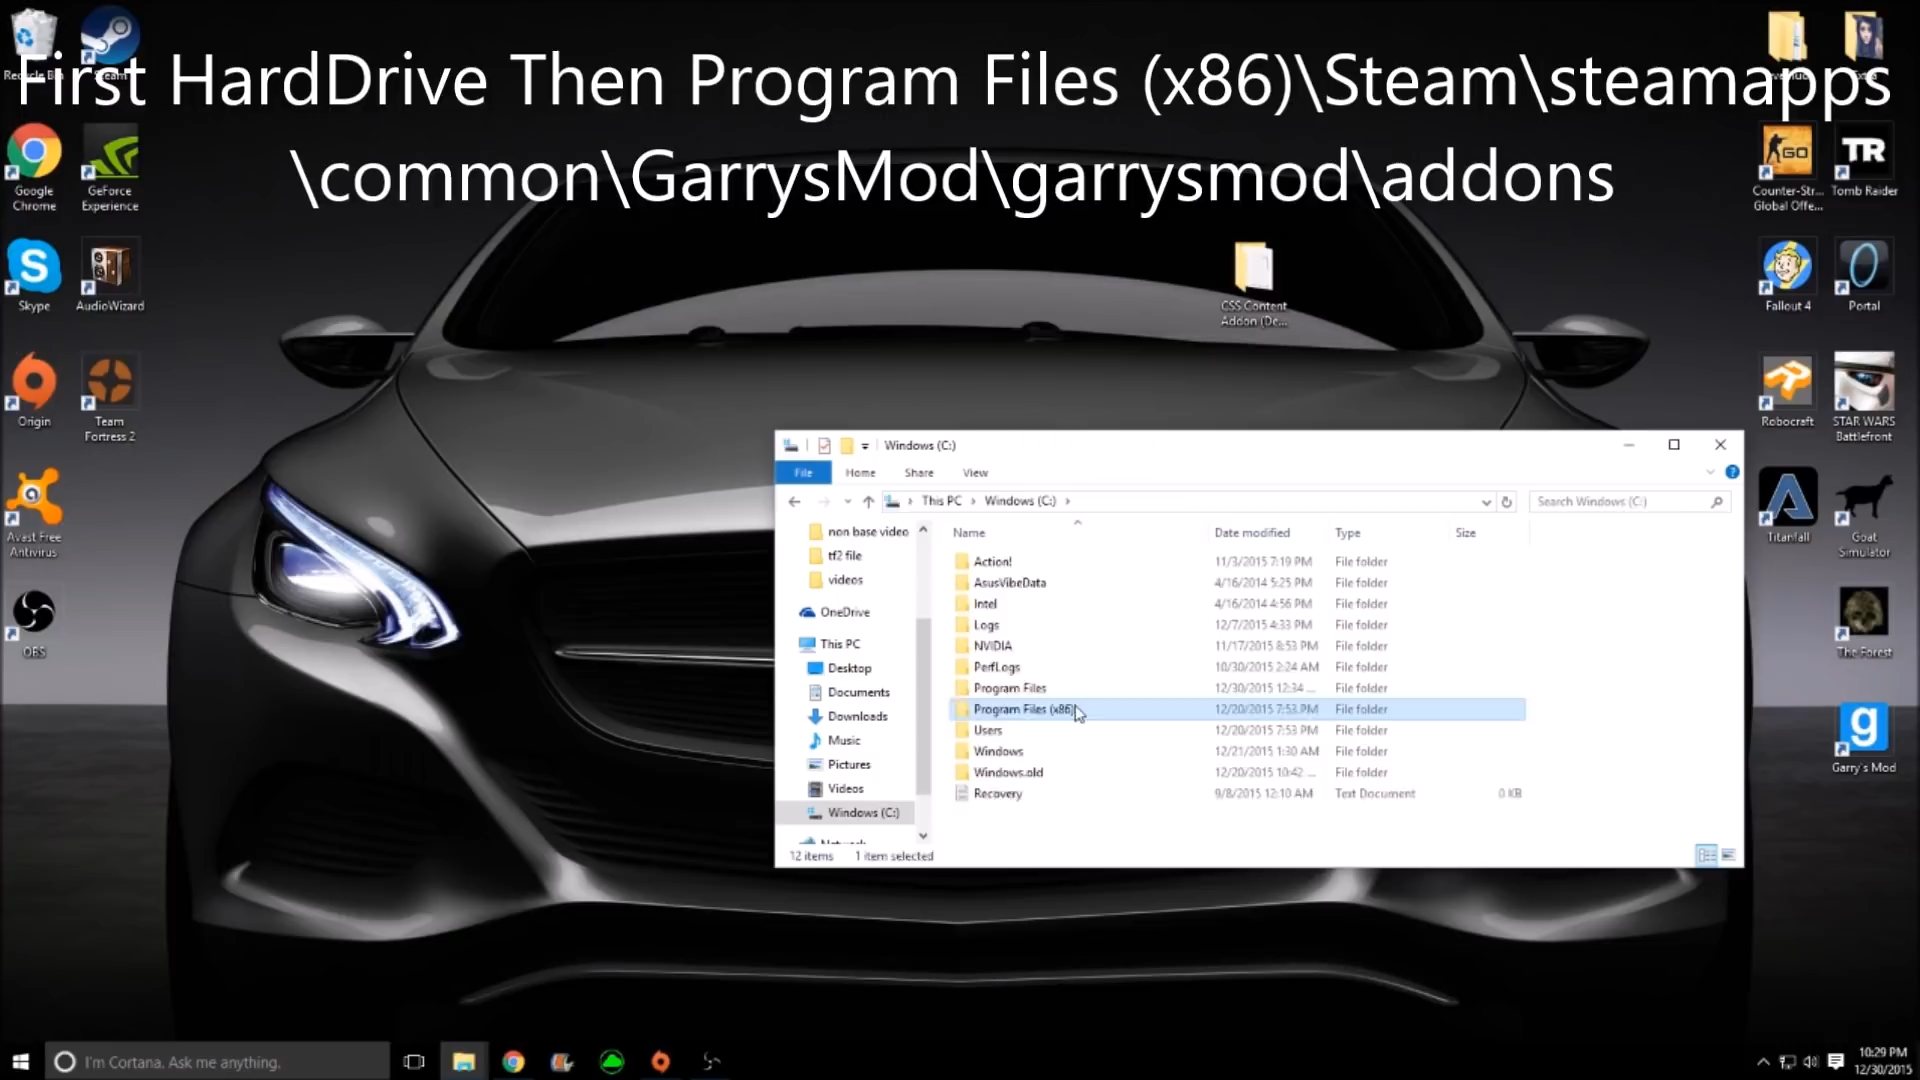 First HardDrive Then Program Files (x86)\Steam\steamapps
\common\GarrysMod\garrysmod\addons
Steam
Google
Chrome
GeForce
Experience
Skype
AudioWizard
Origin
Team
Fortress 2
Avast Free
Antivirus
OBS
CSS Content
Addon (De...
Counter-Str...
Global Offe...
Tomb Raider
Fallout 4
Portal
Robocraft
STAR WARS
Battlefront
Titanfall
Goat
Simulator
The Forest
Garry's Mod
Windows (C:)
File Home Share View
This PC Windows (C:)
Search Windows (C:)
non base video
tf2 file
videos
OneDrive
This PC
Desktop
Documents
Downloads
Music
Pictures
Videos
Windows (C:)
Network
Name Date modified Type Size
Action! 11/3/2015 7:19 PM File folder
AsusVibeData 4/16/2014 5:25 PM File folder
Intel 4/16/2014 4:56 PM File folder
Logs 12/7/2015 4:33 PM File folder
NVIDIA 11/17/2015 8:53 PM File folder
PerfLogs 10/30/2015 2:24 AM File folder
Program Files 12/30/2015 12:34 ... File folder
Program Files (x86) 12/20/2015 7:53 PM File folder
Users 12/20/2015 7:53 PM File folder
Windows 12/21/2015 1:30 AM File folder
Windows.old 12/20/2015 10:42 ... File folder
Recovery 9/8/2015 12:10 AM Text Document 0 KB
12 items 1 item selected
I'm Cortana. Ask me anything.
10:29 PM
12/30/2015